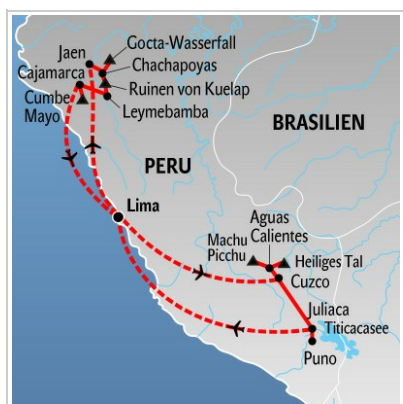 Jaen
Gocta-Wasserfall
Cajamarca
Chachapoyas
Ruinen von Kuelap
Cumbe
Mayo
Leymebamba
BRASILIEN
PERU
Lima
Aguas
Calientes
Machu
Picchu
Heiliges Tal
Cuzco
Juliaca
Titicacasee
Puno